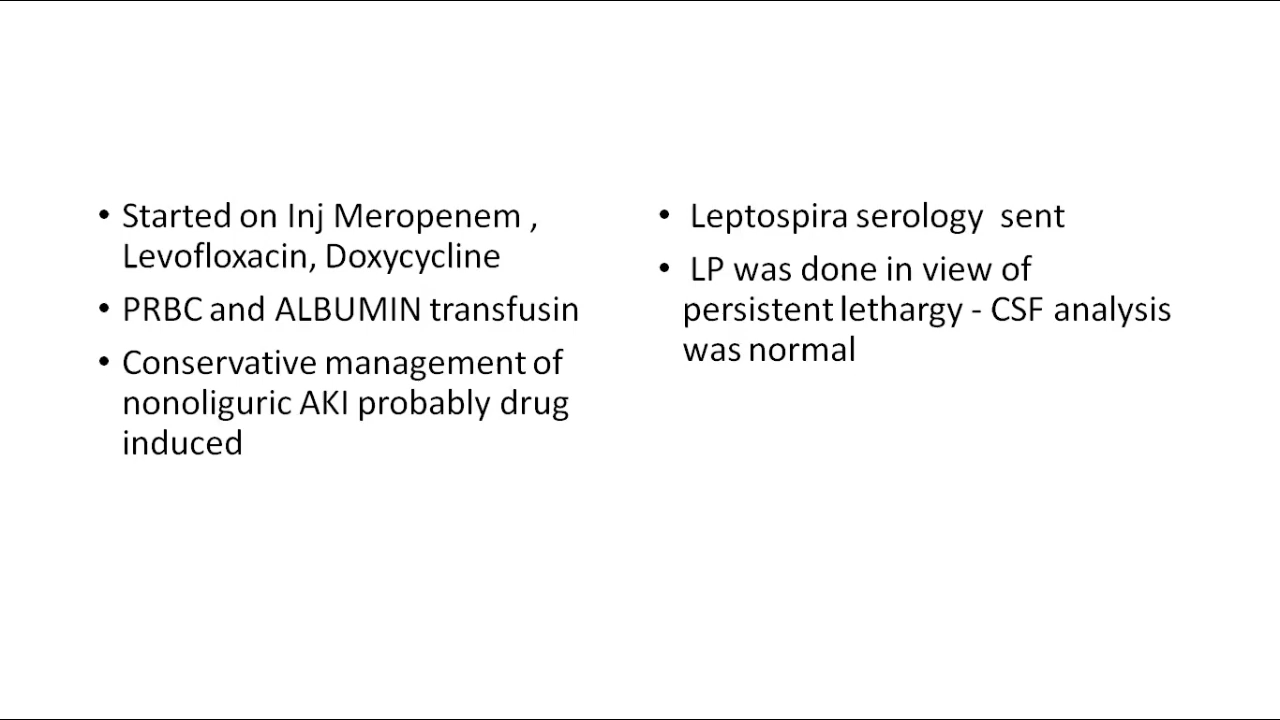 • Started on Inj Meropenem ,
Levofloxacin, Doxycycline
• PRBC and ALBUMIN transfusin
• Conservative management of
nonoliguric AKI probably drug
induced
• Leptospira serology sent
• LP was done in view of
persistent lethargy - CSF analysis
was normal